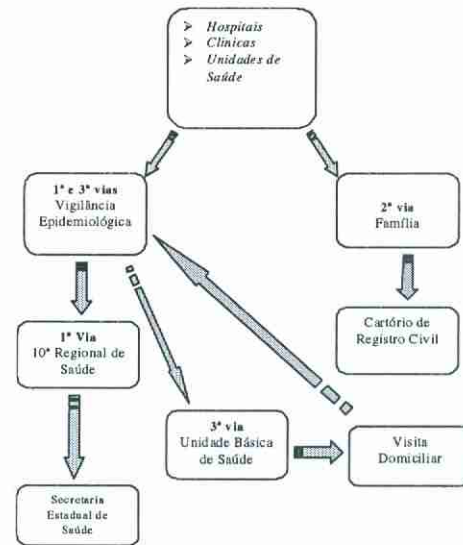 Hospitais
Clínicas
Unidades de
Saúde
1ª e 3ª vias
Vigilância
Epidemiológica
2ª via
Família
1ª Via
10ª Regional de
Saúde
Cartório de
Registro Civil
3ª via
Unidade Básica
de Saúde
Visita
Domiciliar
Secretaria
Estadual de
Saúde